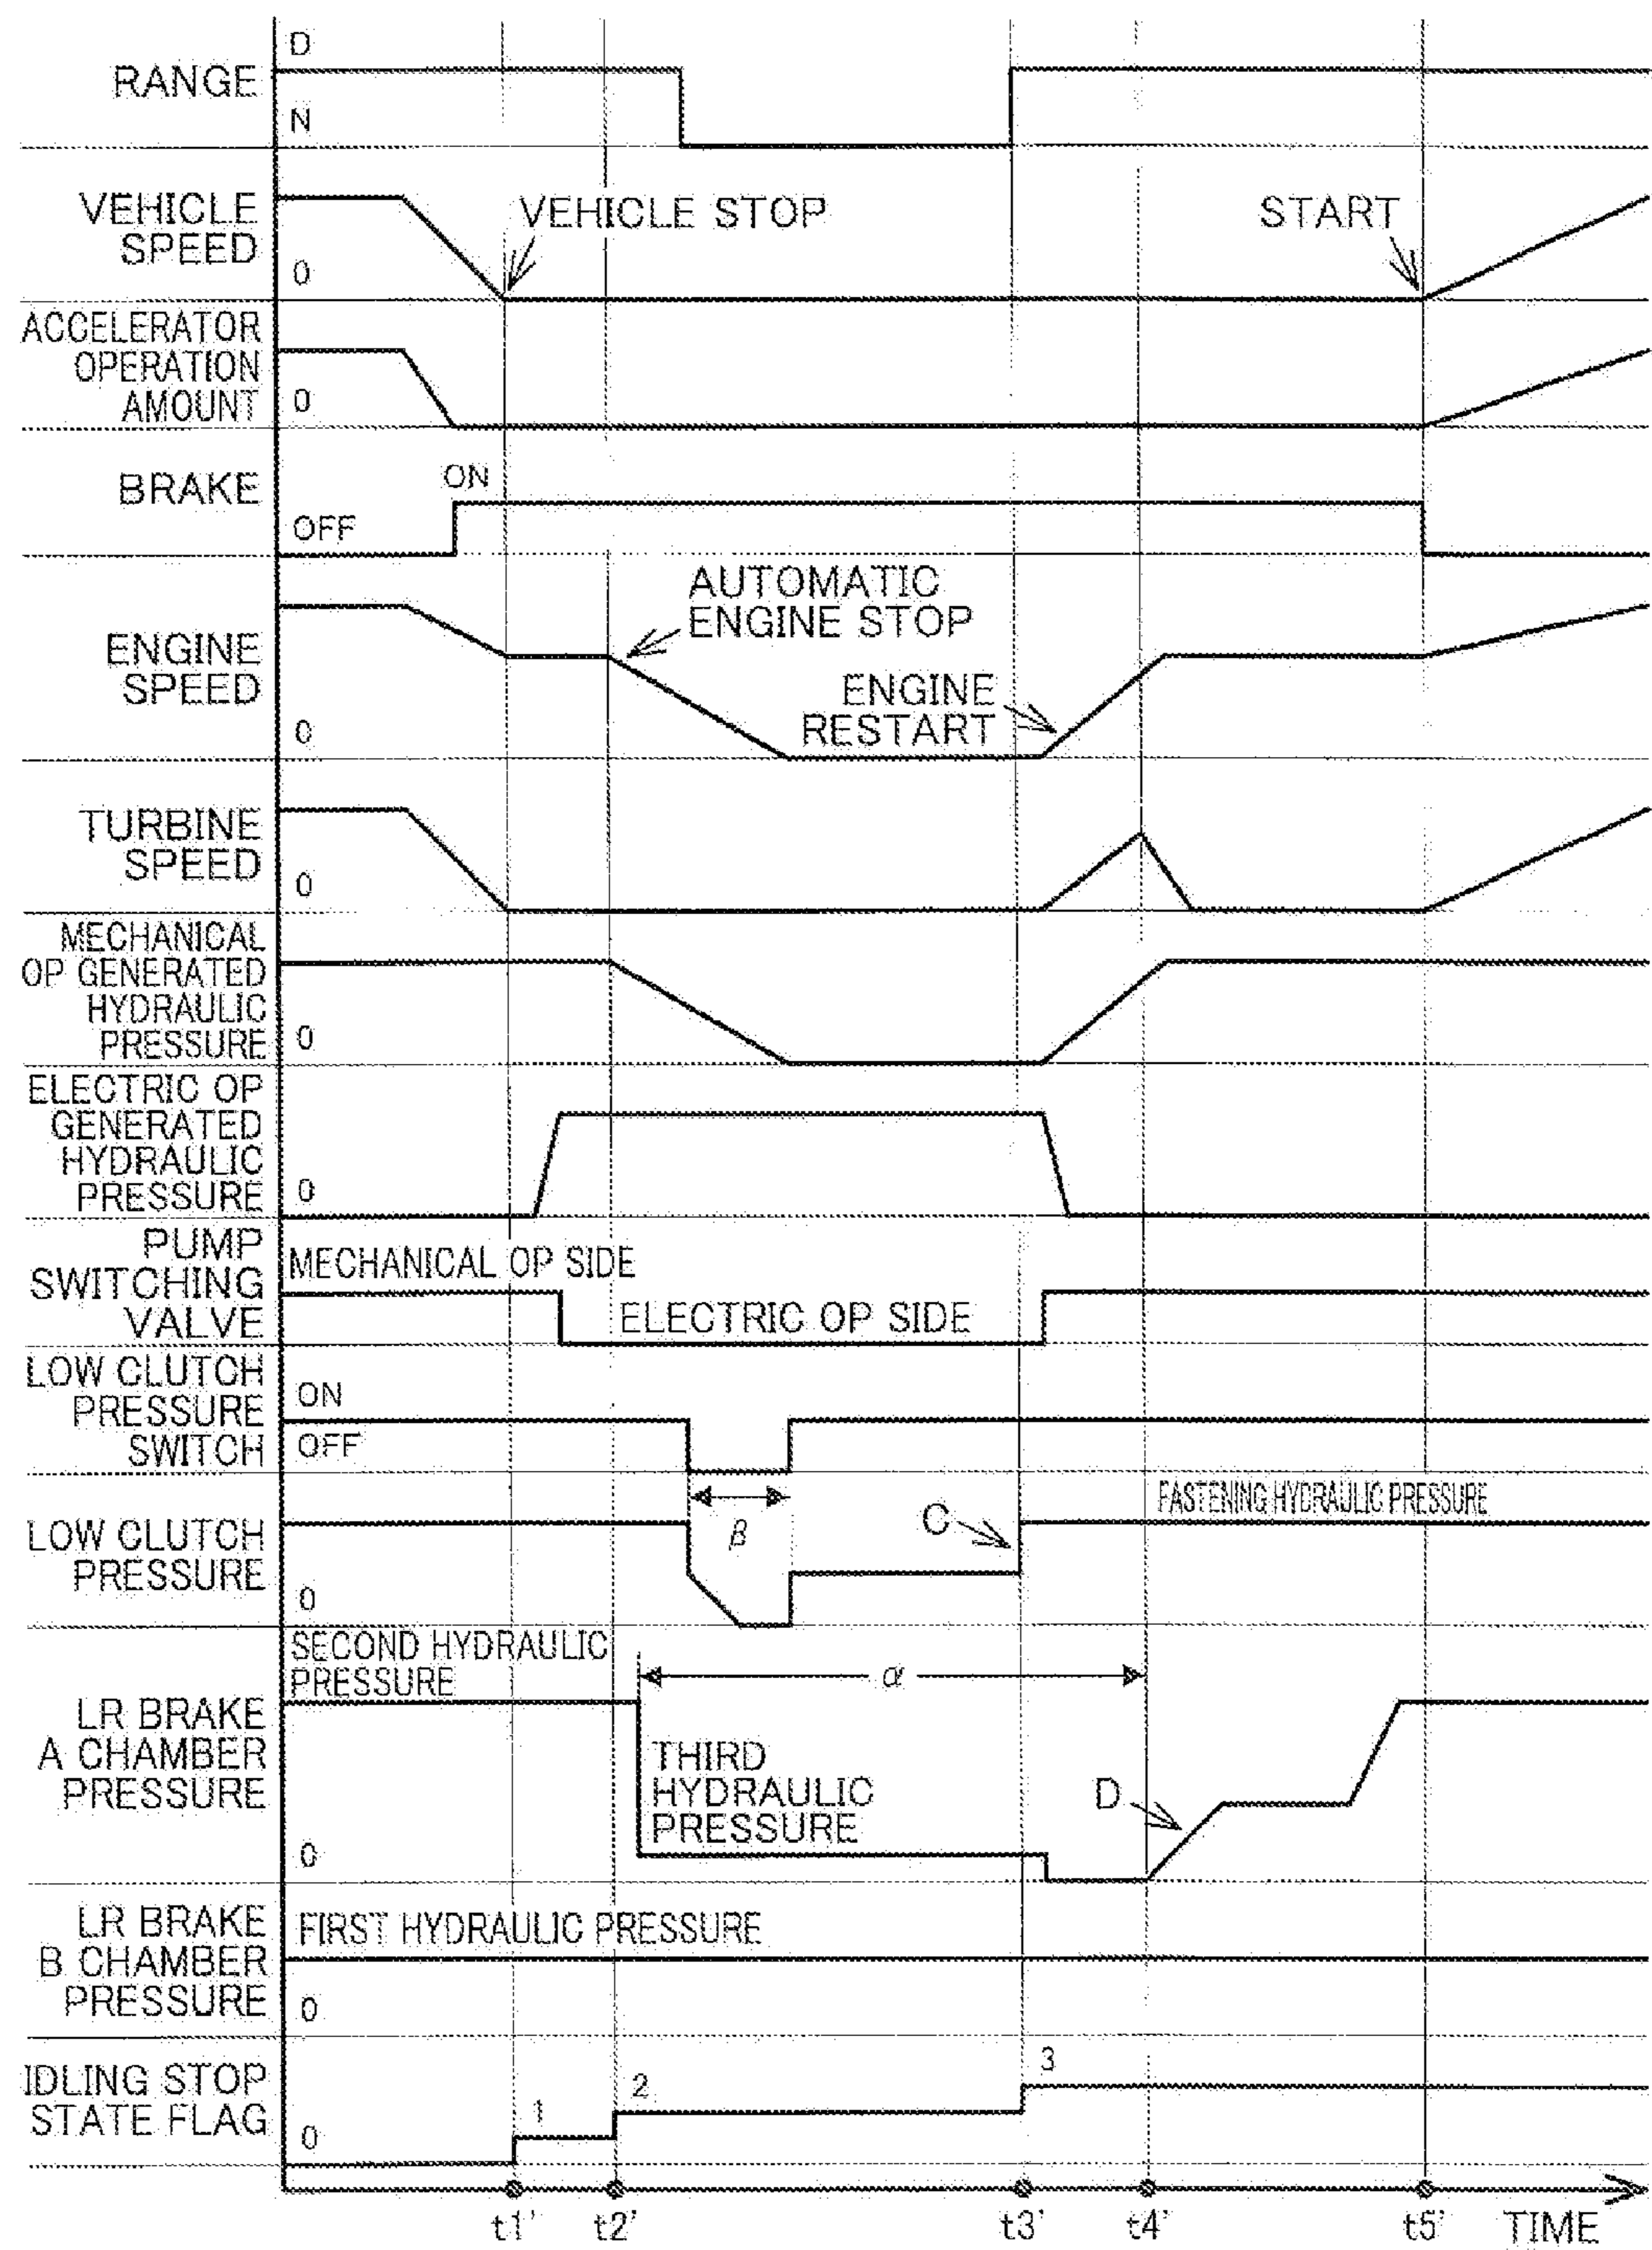 D
RANGE
N
VEHICLE
SPEED
0
VEHICLE STOP
START
ACCELERATOR
OPERATION
AMOUNT
0
BRAKE
ON
OFF
AUTOMATIC
ENGINE STOP
ENGINE
SPEED
0
ENGINE
RESTART
TURBINE
SPEED
0
MECHANICAL
OP GENERATED
HYDRAULIC
PRESSURE
0
ELECTRIC OP
GENERATED
HYDRAULIC
PRESSURE
0
PUMP
SWITCHING
VALVE
MECHANICAL OP SIDE
ELECTRIC OP SIDE
LOW CLUTCH
PRESSURE
SWITCH
ON
OFF
LOW CLUTCH
PRESSURE
0
β
C
FASTENING HYDRAULIC PRESSURE
SECOND HYDRAULIC
PRESSURE
α
LR BRAKE
A CHAMBER
PRESSURE
0
THIRD
HYDRAULIC
PRESSURE
D
LR BRAKE
B CHAMBER
PRESSURE
FIRST HYDRAULIC PRESSURE
0
IDLING STOP
STATE FLAG
0
1
2
3
t1' t2' t3' t4' t5' TIME